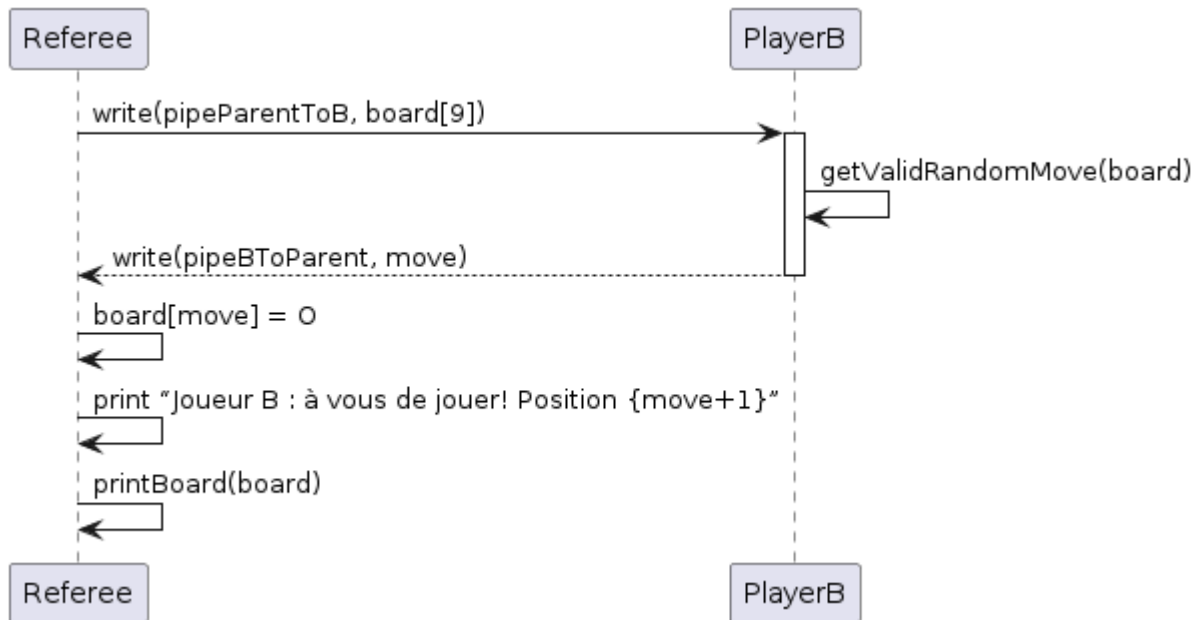 Referee PlayerB
write(pipeParentToB, board[9])
getValidRandomMove(board)
write(pipeBToParent, move)
board[move] = O
print “Joueur B : à vous de jouer! Position {move+1}”
printBoard(board)
Referee PlayerB